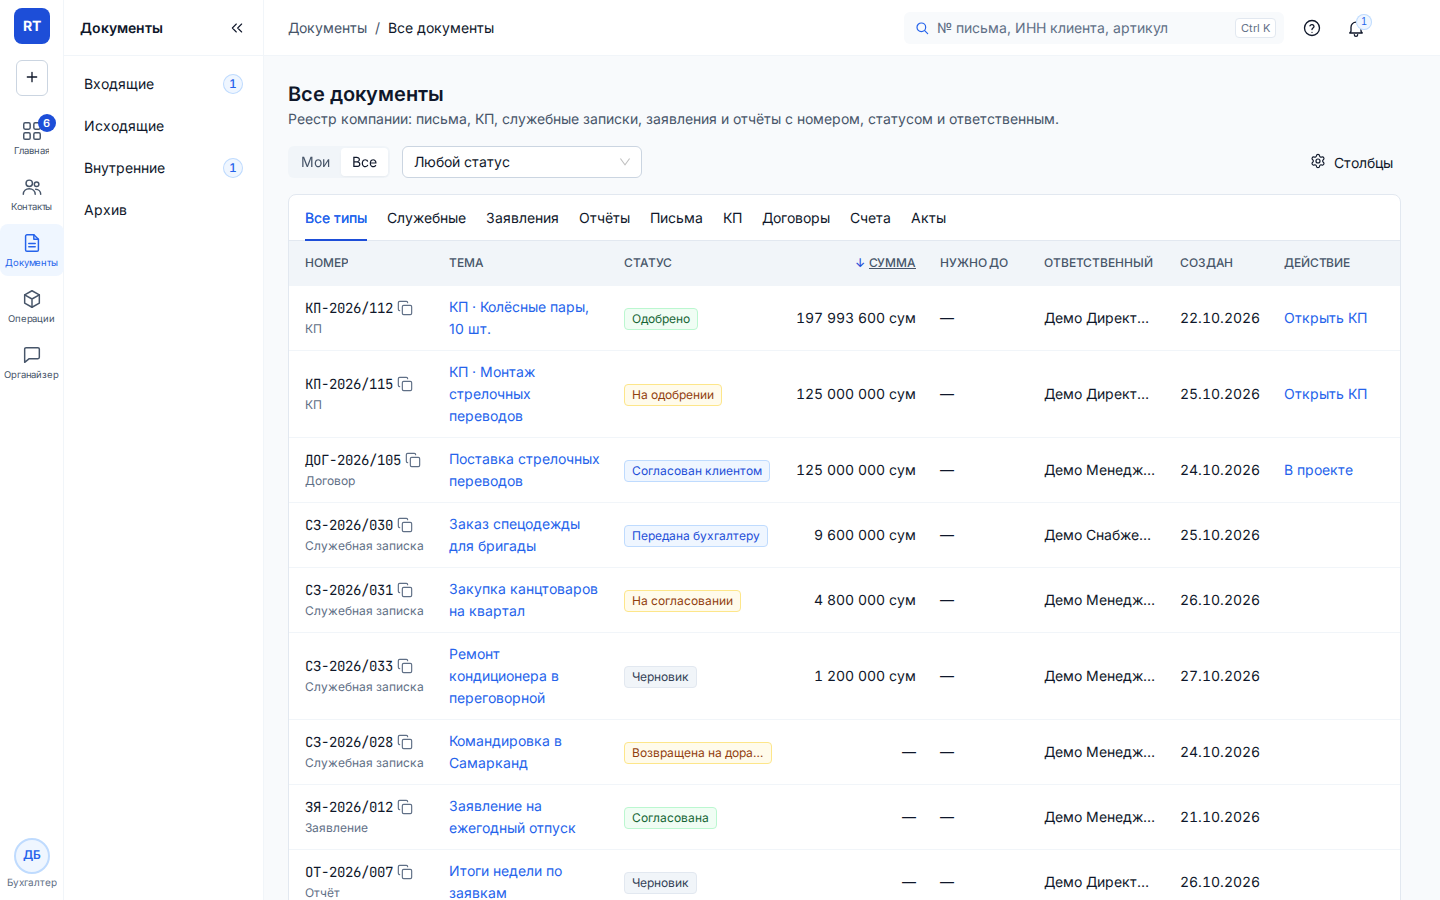 RT
Документы
Документы / Все документы
№ письма, ИНН клиента, артикул
Ctrl K
1
6
Главная
Контакты
Документы
Операции
Органайзер
ДБ
Бухгалтер
Входящие 1
Исходящие
Внутренние 1
Архив
Все документы
Реестр компании: письма, КП, служебные записки, заявления и отчёты с номером, статусом и ответственным.
Мои Все Любой статус Столбцы
Все типы Служебные Заявления Отчёты Письма КП Договоры Счета Акты
НОМЕР ТЕМА СТАТУС СУММА НУЖНО ДО ОТВЕТСТВЕННЫЙ СОЗДАН ДЕЙСТВИЕ
КП-2026/112
КП
КП · Колёсные пары,
10 шт.
Одобрено 197 993 600 сум — Демо Директ... 22.10.2026 Открыть КП
КП-2026/115
КП
КП · Монтаж
стрелочных
переводов
На одобрении 125 000 000 сум — Демо Директ... 25.10.2026 Открыть КП
ДОГ-2026/105
Договор
Поставка стрелочных
переводов
Согласован клиентом 125 000 000 сум — Демо Менедж... 24.10.2026 В проекте
СЗ-2026/030
Служебная записка
Заказ спецодежды
для бригады
Передана бухгалтеру 9 600 000 сум — Демо Снабже... 25.10.2026
СЗ-2026/031
Служебная записка
Закупка канцтоваров
на квартал
На согласовании 4 800 000 сум — Демо Менедж... 26.10.2026
СЗ-2026/033
Служебная записка
Ремонт
кондиционера в
переговорной
Черновик 1 200 000 сум — Демо Менедж... 27.10.2026
СЗ-2026/028
Служебная записка
Командировка в
Самарканд
Возвращена на дора... — — Демо Менедж... 24.10.2026
ЗЯ-2026/012
Заявление
Заявление на
ежегодный отпуск
Согласована — — Демо Менедж... 21.10.2026
ОТ-2026/007
Отчёт
Итоги недели по
заявкам
Черновик — — Демо Директ... 26.10.2026